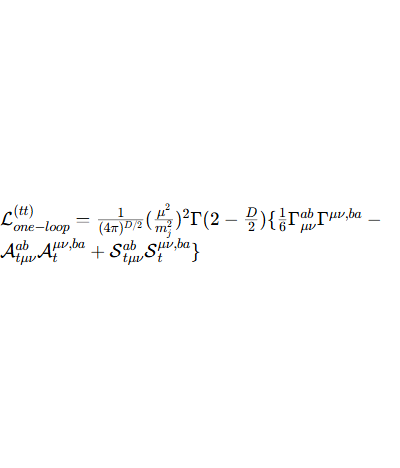 $\mathcal{L}_{one-loop}^{(tt)} = \frac{1}{(4\pi)^{D/2}} (\frac{\mu^2}{m_j^2})^2 \Gamma(2 - \frac{D}{2}) \{ \frac{1}{6} \Gamma_{\mu\nu}^{ab} \Gamma^{\mu\nu,ba} -$
$\mathcal{A}_{t\mu\nu}^{ab} \mathcal{A}_t^{\mu\nu,ba} + \mathcal{S}_{t\mu\nu}^{ab} \mathcal{S}_t^{\mu\nu,ba} \}$